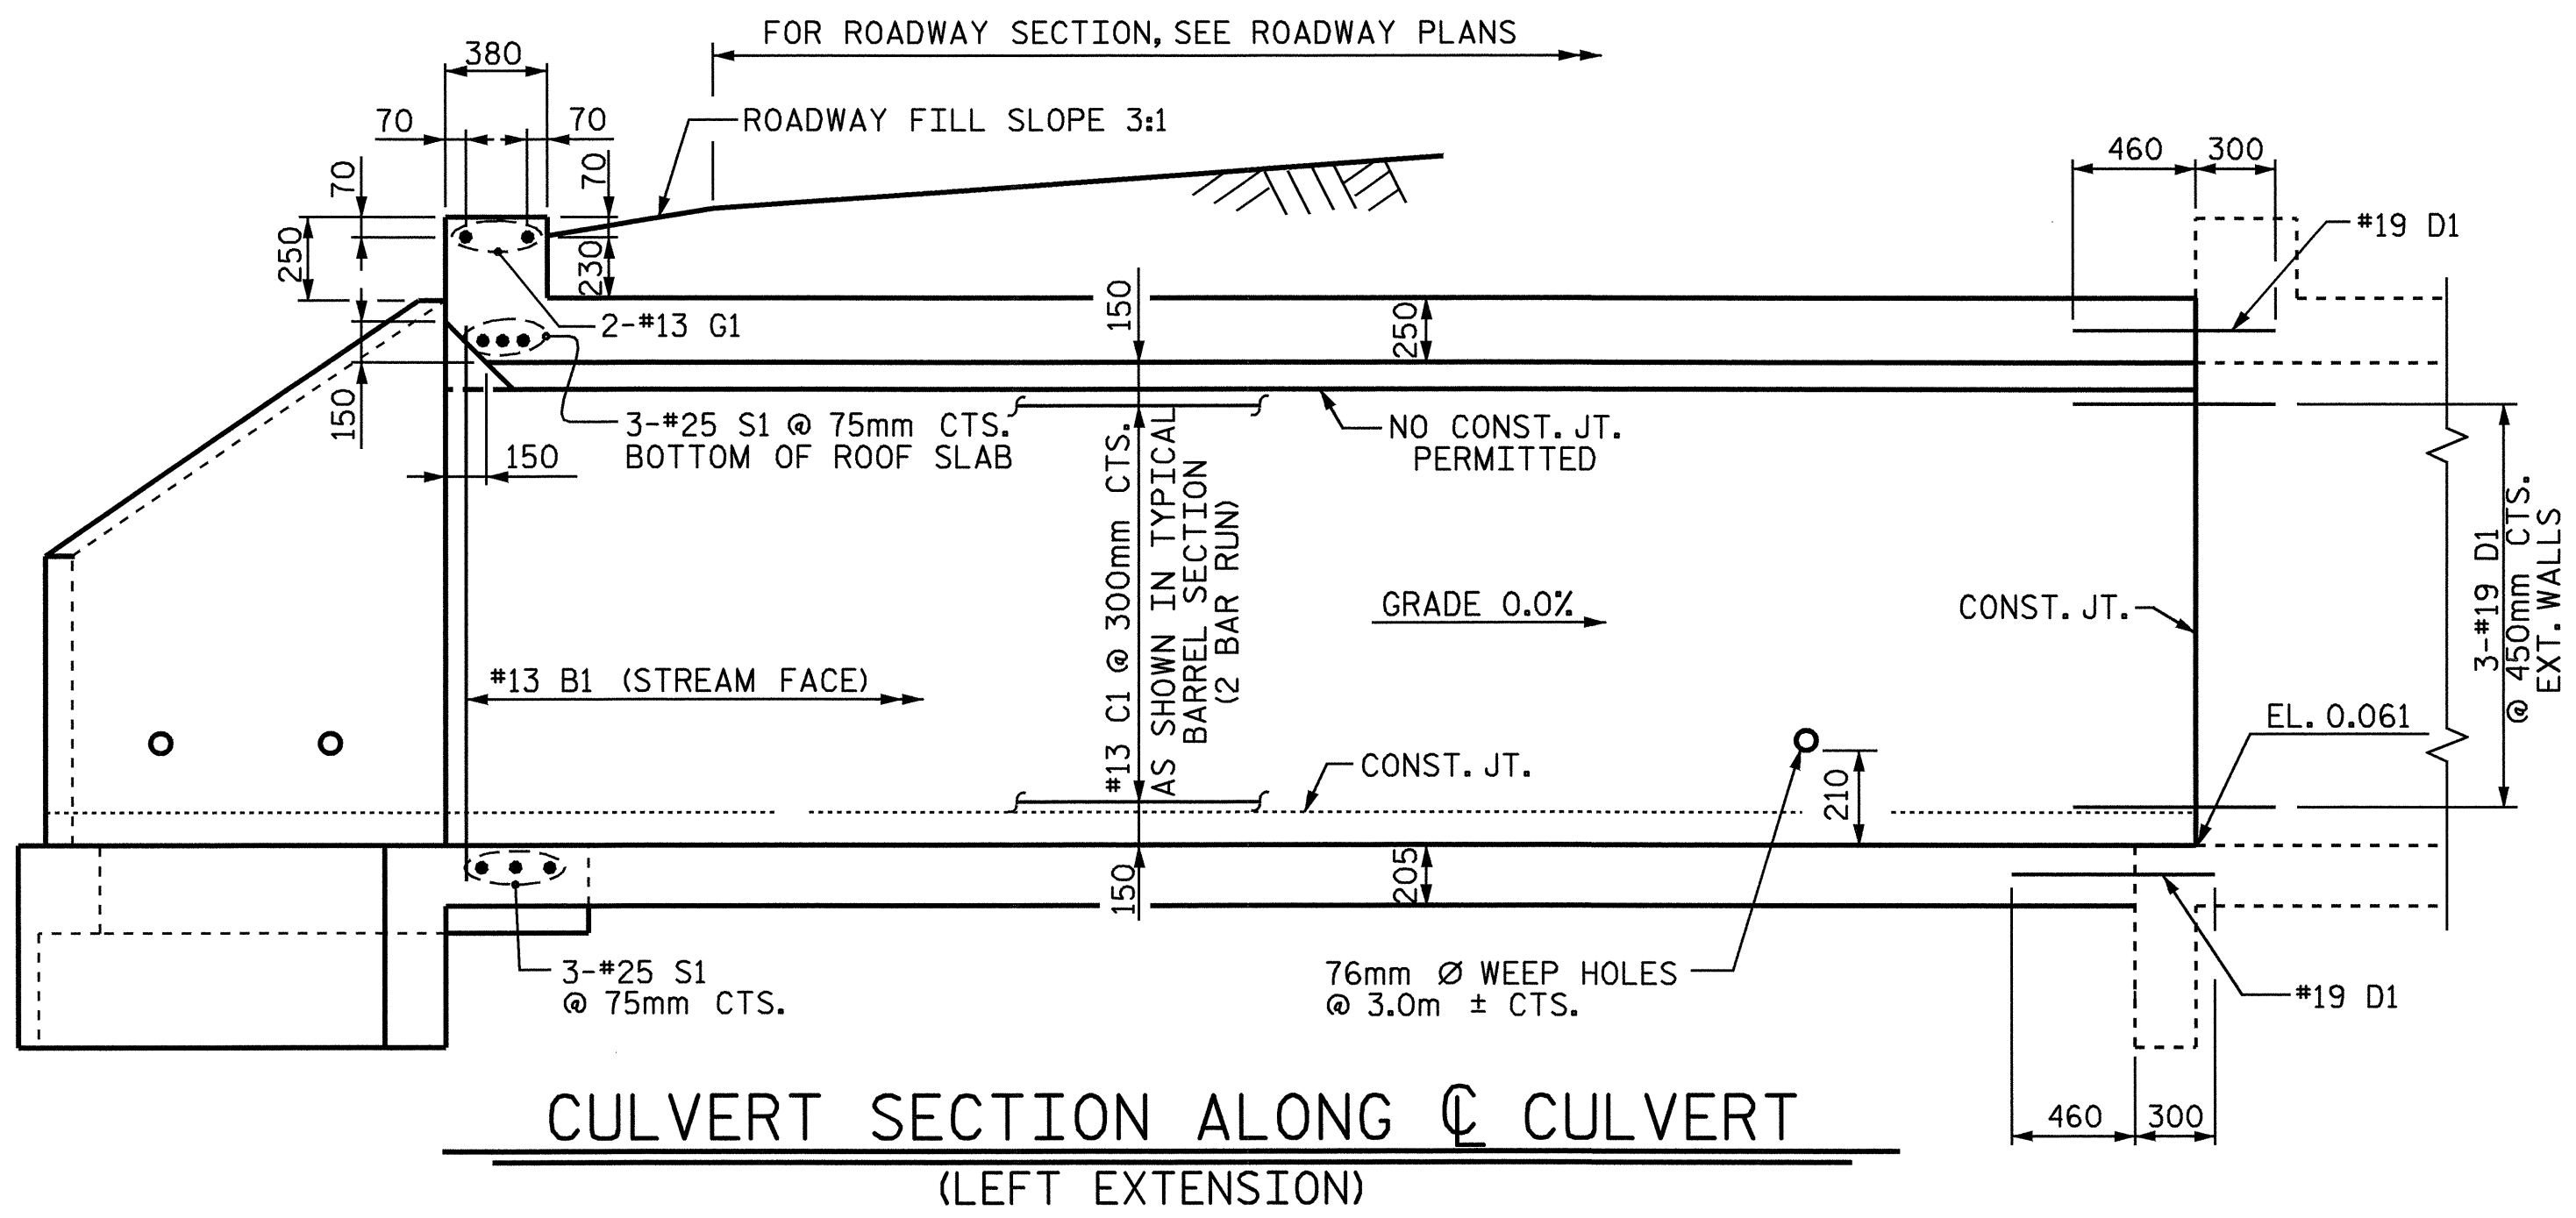 FOR ROADWAY SECTION, SEE ROADWAY PLANS
380
70
70
ROADWAY FILL SLOPE 3:1
70
70
250
230
460
300
#19 D1
2-#13 G1
150
250
150
3-#25 S1 @ 75mm CTS.
BOTTOM OF ROOF SLAB
150
NO CONST. JT.
PERMITTED
#13 C1 @ 300mm CTS.
AS SHOWN IN TYPICAL
BARREL SECTION
(2 BAR RUN)
GRADE 0.0%
CONST. JT.
3-#19 D1
@ 450mm CTS.
EXT. WALLS
#13 B1 (STREAM FACE)
EL. 0.061
CONST. JT.
210
150
205
3-#25 S1
@ 75mm CTS.
76mm Ø WEEP HOLES
@ 3.0m ± CTS.
#19 D1
460
300
CULVERT SECTION ALONG ℄ CULVERT
(LEFT EXTENSION)